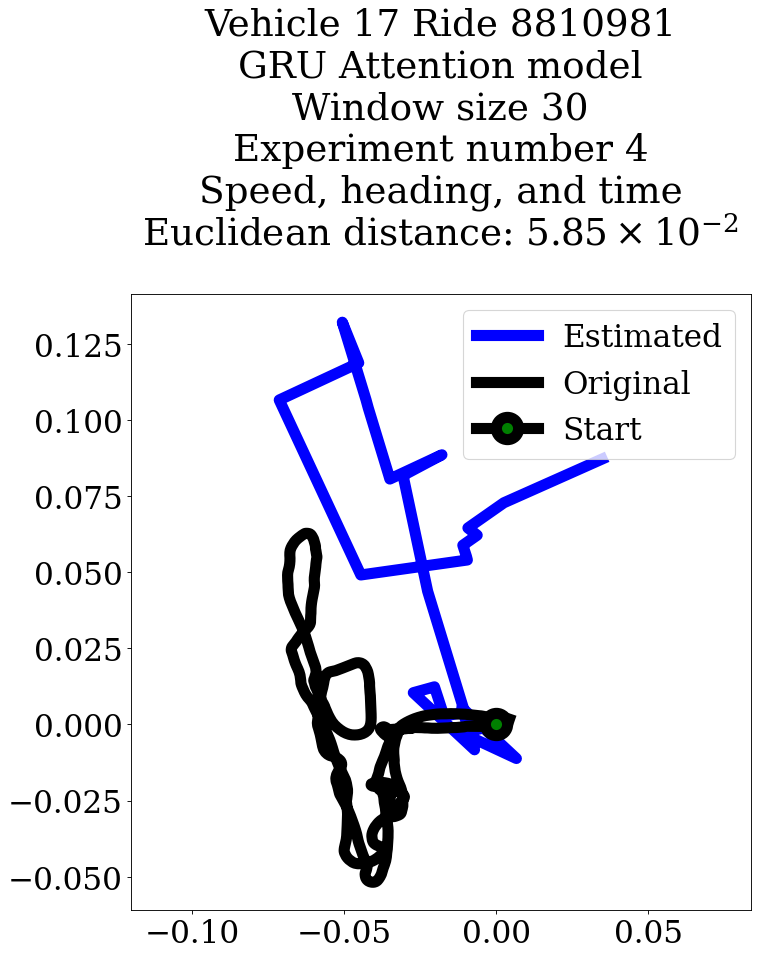 Vehicle 17 Ride 8810981
GRU Attention model
Window size 30
Experiment number 4
Speed, heading, and time
Euclidean distance: 5.85 × 10⁻²
Estimated
Original
Start
0.125
0.100
0.075
0.050
0.025
0.000
−0.025
−0.050
−0.10
−0.05
0.00
0.05